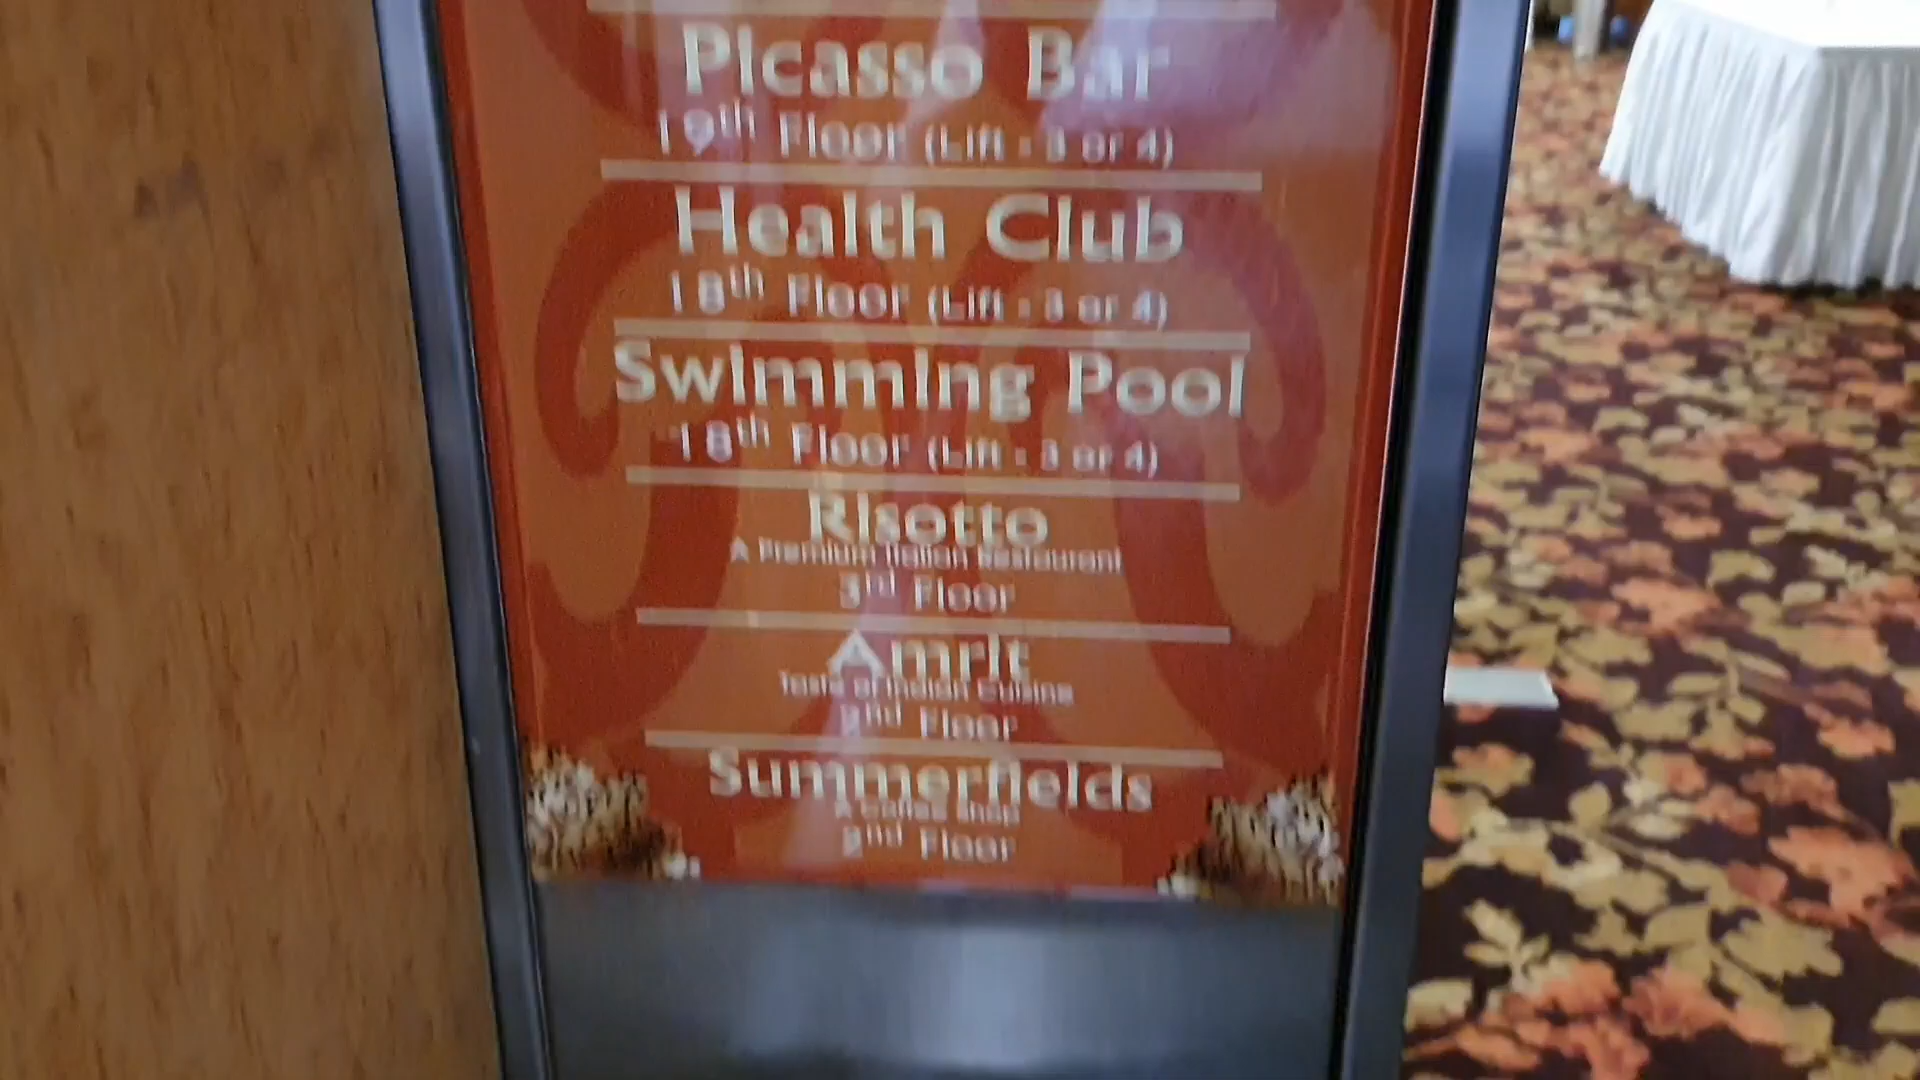 Picasso Bar
19th Floor (Lift - 3 or 4)
Health Club
18th Floor (Lift - 3 or 4)
Swimming Pool
18th Floor (Lift - 3 or 4)
Risotto
A Premium Italian Restaurant
3rd Floor
Amrit
Taste of Indian Cuisine
2nd Floor
Summerfields
A Coffee Shop
2nd Floor